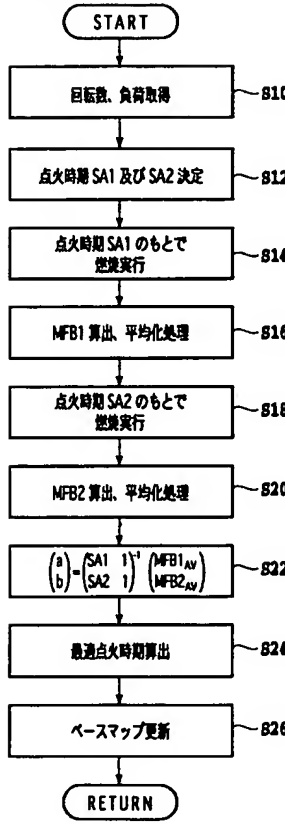 START
回転数、負荷取得
S10
点火時期 SA1 及び SA2 決定
S12
点火時期 SA1 のもとで
燃焼実行
S14
MFB1 算出、平均化処理
S16
点火時期 SA2 のもとで
燃焼実行
S18
MFB2 算出、平均化処理
S20
(a b) = (SA1 1 SA2 1)⁻¹ (MFB1AV MFB2AV)
S22
最適点火時期算出
S24
ベースマップ更新
S26
RETURN